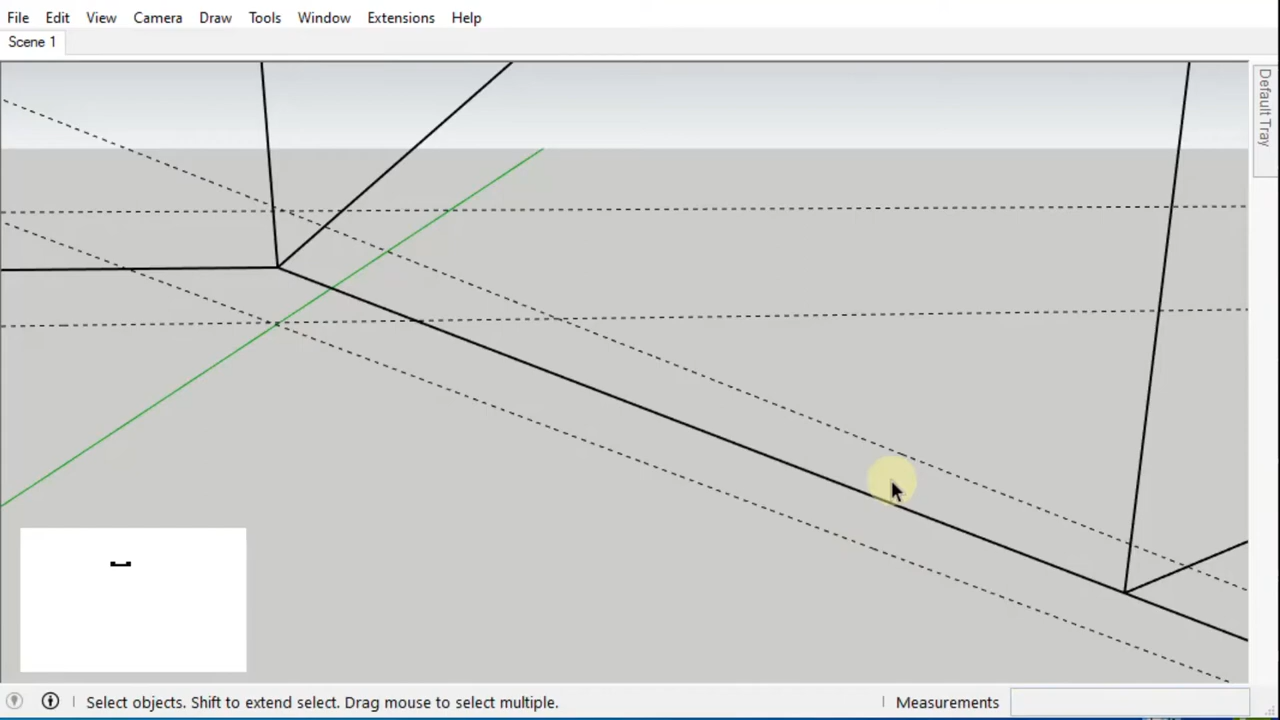 File Edit View Camera Draw Tools Window Extensions Help
Scene 1
Default Tray
Select objects. Shift to extend select. Drag mouse to select multiple.
Measurements